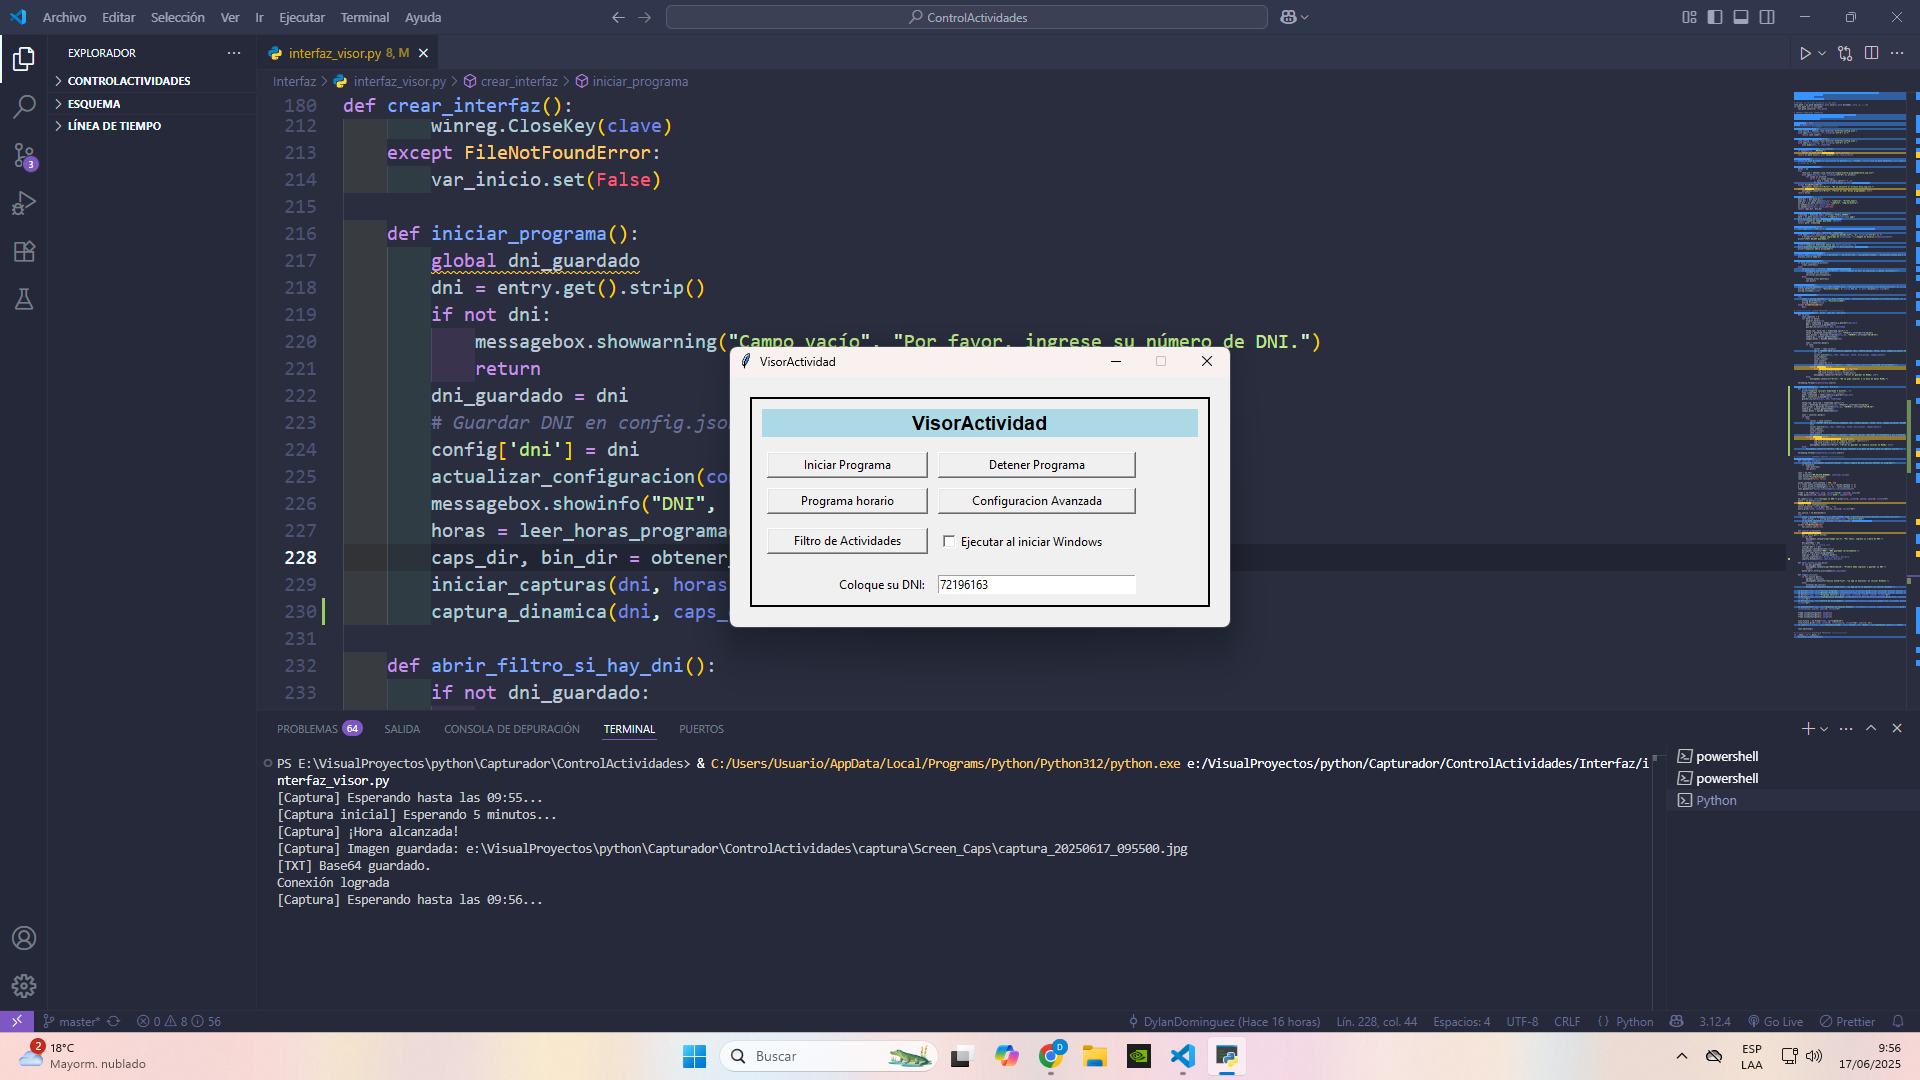 Archivo Editar Selección Ver Ir Ejecutar Terminal Ayuda
ControlActividades
EXPLORADOR
CONTROLACTIVIDADES
ESQUEMA
LÍNEA DE TIEMPO
3
interfaz_visor.py 8, M
Interfaz > interfaz_visor.py > crear_interfaz > iniciar_programa
180 def crear_interfaz():
212 winreg.CloseKey(clave)
213 except FileNotFoundError:
214 var_inicio.set(False)
215
216 def iniciar_programa():
217 global dni_guardado
218 dni = entry.get().strip()
219 if not dni:
220 messagebox.showwarning("Campo vacío", "Por favor, ingrese su número de DNI.")
221 return
222 dni_guardado = dni
223 # Guardar DNI en config.json
224 config['dni'] = dni
225 actualizar_configuracion(co
226 messagebox.showinfo("DNI",
227 horas = leer_horas_programa
228 caps_dir, bin_dir = obtener
229 iniciar_capturas(dni, horas
230 captura_dinamica(dni, caps_
231
232 def abrir_filtro_si_hay_dni():
233 if not dni_guardado:
VisorActividad
VisorActividad
Iniciar Programa
Detener Programa
Programa horario
Configuracion Avanzada
Filtro de Actividades
Ejecutar al iniciar Windows
Coloque su DNI:
72196163
PROBLEMAS 64 SALIDA CONSOLA DE DEPURACIÓN TERMINAL PUERTOS
PS E:\VisualProyectos\python\Capturador\ControlActividades> & C:/Users/Usuario/AppData/Local/Programs/Python/Python312/python.exe e:/VisualProyectos/python/Capturador/ControlActividades/Interfaz/i
nterfaz_visor.py
[Captura] Esperando hasta las 09:55...
[Captura inicial] Esperando 5 minutos...
[Captura] ¡Hora alcanzada!
[Captura] Imagen guardada: e:\VisualProyectos\python\Capturador\ControlActividades\captura\Screen_Caps\captura_20250617_095500.jpg
[TXT] Base64 guardado.
Conexión lograda
[Captura] Esperando hasta las 09:56...
powershell
powershell
Python
master* 0 8 56
DylanDominguez (Hace 16 horas) Lín. 228, col. 44 Espacios: 4 UTF-8 CRLF {} Python 3.12.4 Go Live Prettier
2
18°C
Mayorm. nublado
Buscar
D
ESP
LAA
9:56
17/06/2025